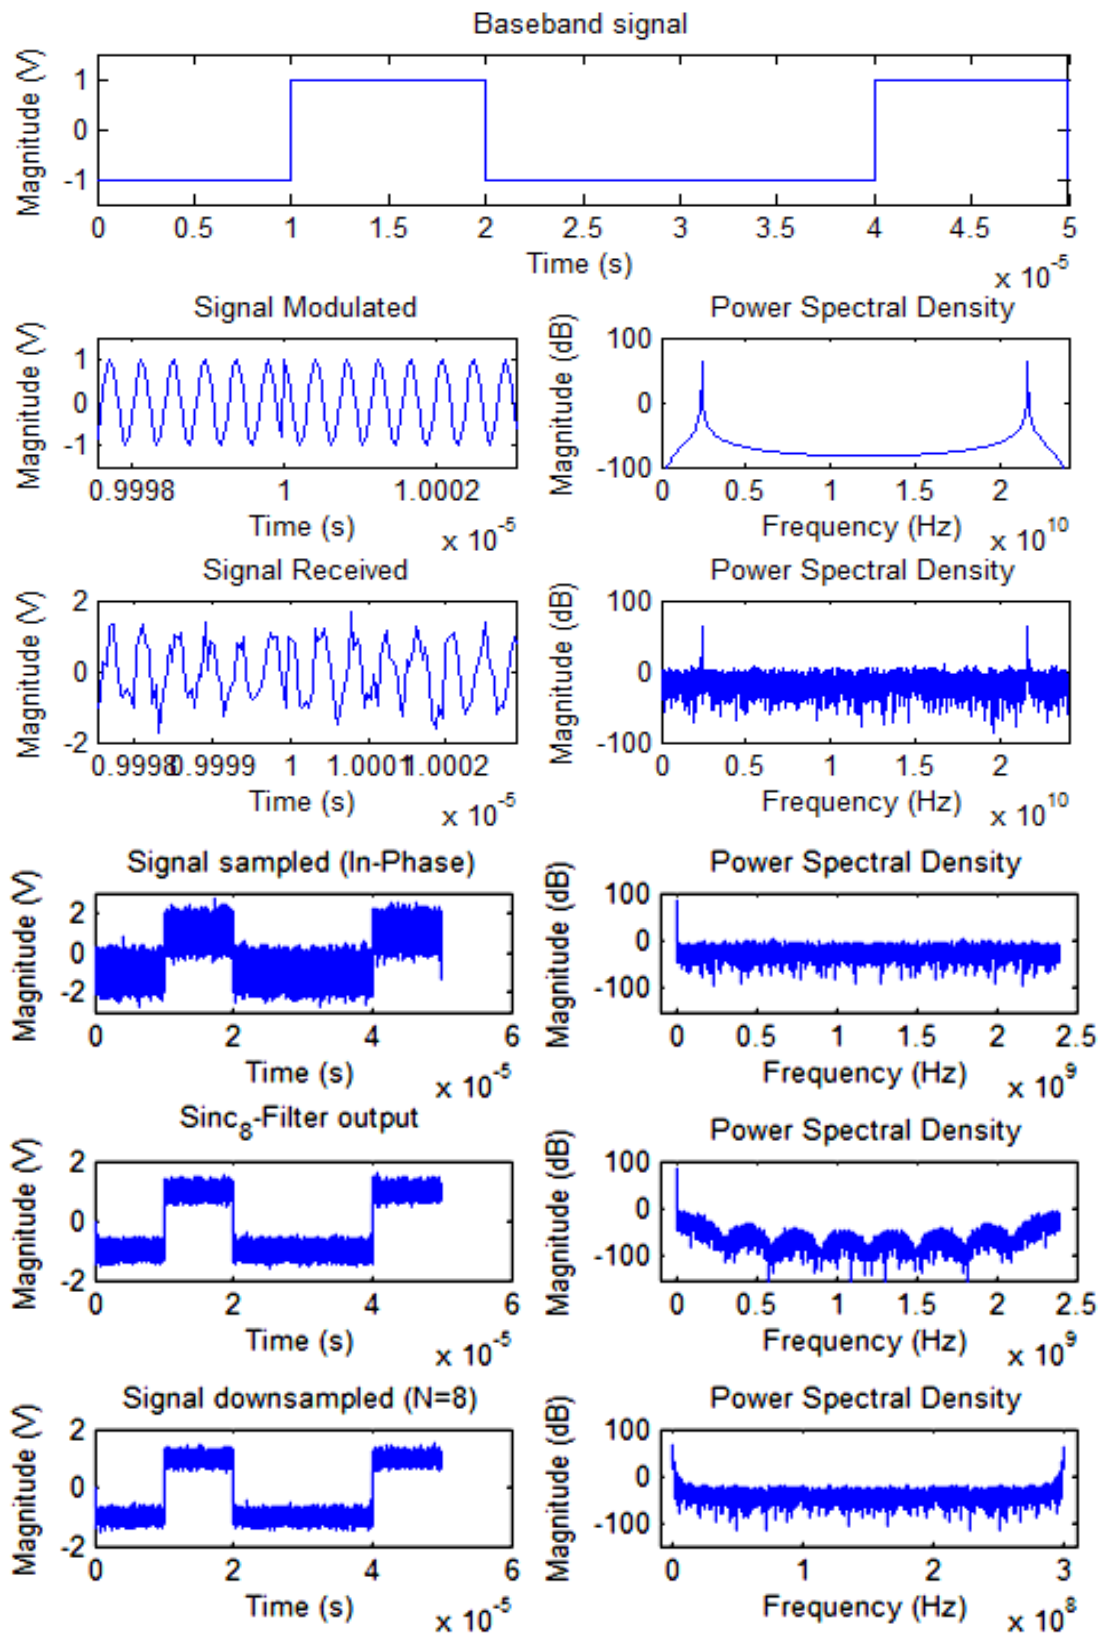 Baseband signal
Magnitude (V)
1
0
-1
0 0.5 1 1.5 2 2.5 3 3.5 4 4.5 5
Time (s)
x 10^-5
Signal Modulated
Magnitude (V)
1
0
-1
0.9998 1 1.0002
Time (s)
x 10^-5
Power Spectral Density
Magnitude (dB)
100
0
-100
0 0.5 1 1.5 2
Frequency (Hz)
x 10^10
Signal Received
Magnitude (V)
2
0
-2
0.9998 0.9999 1 1.0001 1.0002
Time (s)
x 10^-5
Power Spectral Density
Magnitude (dB)
100
0
-100
0 0.5 1 1.5 2
Frequency (Hz)
x 10^10
Signal sampled (In-Phase)
Magnitude (V)
2
0
-2
0 2 4 6
Time (s)
x 10^-5
Power Spectral Density
Magnitude (dB)
100
0
-100
0 0.5 1 1.5 2 2.5
Frequency (Hz)
x 10^9
Sinc_8-Filter output
Magnitude (V)
2
0
-2
0 2 4 6
Time (s)
x 10^-5
Power Spectral Density
Magnitude (dB)
100
0
-100
0 0.5 1 1.5 2 2.5
Frequency (Hz)
x 10^9
Signal downsampled (N=8)
Magnitude (V)
2
0
-2
0 2 4 6
Time (s)
x 10^-5
Power Spectral Density
Magnitude (dB)
100
0
-100
0 1 2 3
Frequency (Hz)
x 10^8